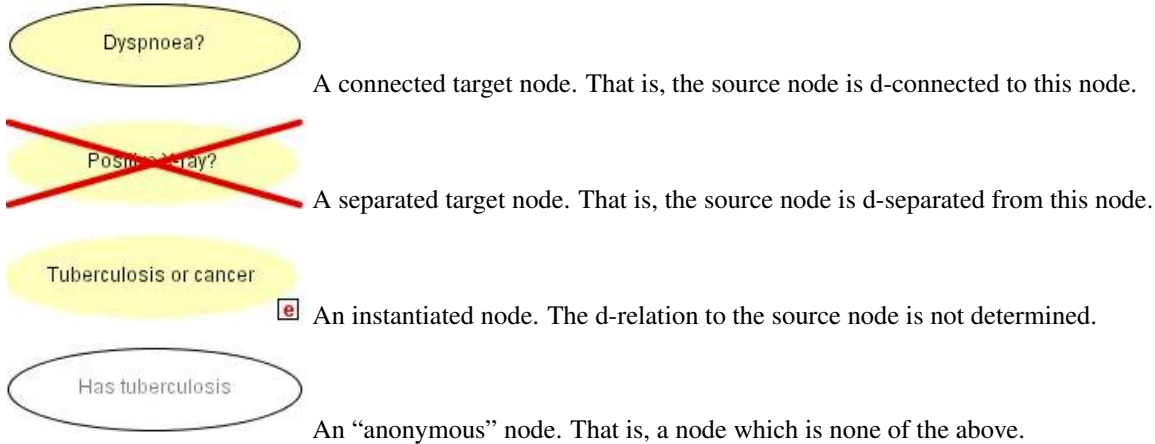 Dyspnoea?
A connected target node. That is, the source node is d-connected to this node.
A separated target node. That is, the source node is d-separated from this node.
Tuberculosis or cancer
e
An instantiated node. The d-relation to the source node is not determined.
Has tuberculosis
An “anonymous” node. That is, a node which is none of the above.